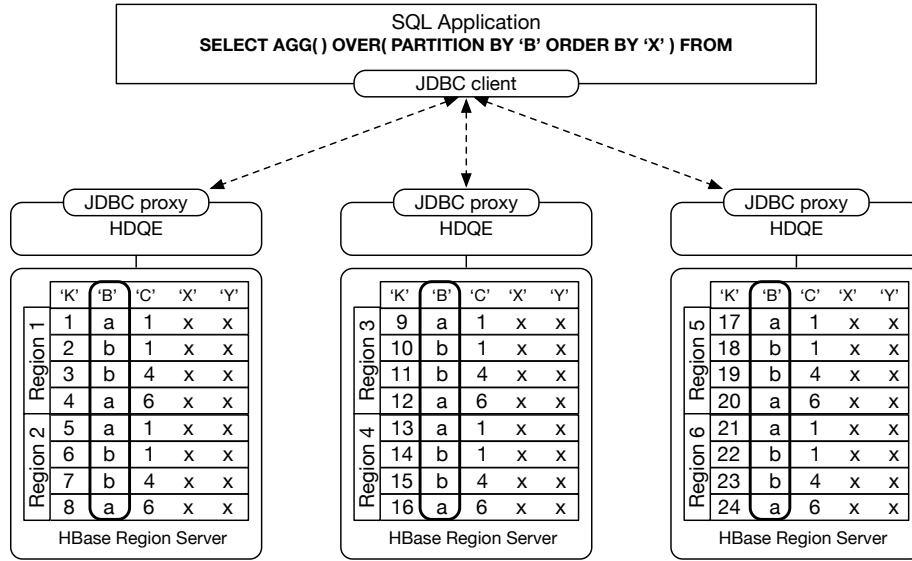 SQL Application
SELECT AGG( ) OVER( PARTITION BY ‘B’ ORDER BY ‘X’ ) FROM
JDBC client
JDBC proxy
HDQE
‘K’ ‘B’ ‘C’ ‘X’ ‘Y’
Region 1
1 a 1 x x
2 b 1 x x
3 b 4 x x
4 a 6 x x
Region 2
5 a 1 x x
6 b 1 x x
7 b 4 x x
8 a 6 x x
HBase Region Server
JDBC proxy
HDQE
‘K’ ‘B’ ‘C’ ‘X’ ‘Y’
Region 3
9 a 1 x x
10 b 1 x x
11 b 4 x x
12 a 6 x x
Region 4
13 a 1 x x
14 b 1 x x
15 b 4 x x
16 a 6 x x
HBase Region Server
JDBC proxy
HDQE
‘K’ ‘B’ ‘C’ ‘X’ ‘Y’
Region 5
17 a 1 x x
18 b 1 x x
19 b 4 x x
20 a 6 x x
Region 6
21 a 1 x x
22 b 1 x x
23 b 4 x x
24 a 6 x x
HBase Region Server